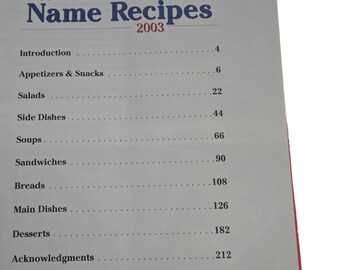 Name Recipes
2003
Introduction . . . . . . . . . . . . . . . . . . . . . . . 4
Appetizers & Snacks . . . . . . . . . . . . . . . . 6
Salads . . . . . . . . . . . . . . . . . . . . . . . . . . 22
Side Dishes . . . . . . . . . . . . . . . . . . . . . . 44
Soups . . . . . . . . . . . . . . . . . . . . . . . . . . . 66
Sandwiches . . . . . . . . . . . . . . . . . . . . . . 90
Breads . . . . . . . . . . . . . . . . . . . . . . . . . 108
Main Dishes . . . . . . . . . . . . . . . . . . . . . 126
Desserts . . . . . . . . . . . . . . . . . . . . . . . . 182
Acknowledgments . . . . . . . . . . . . . . . . . 212